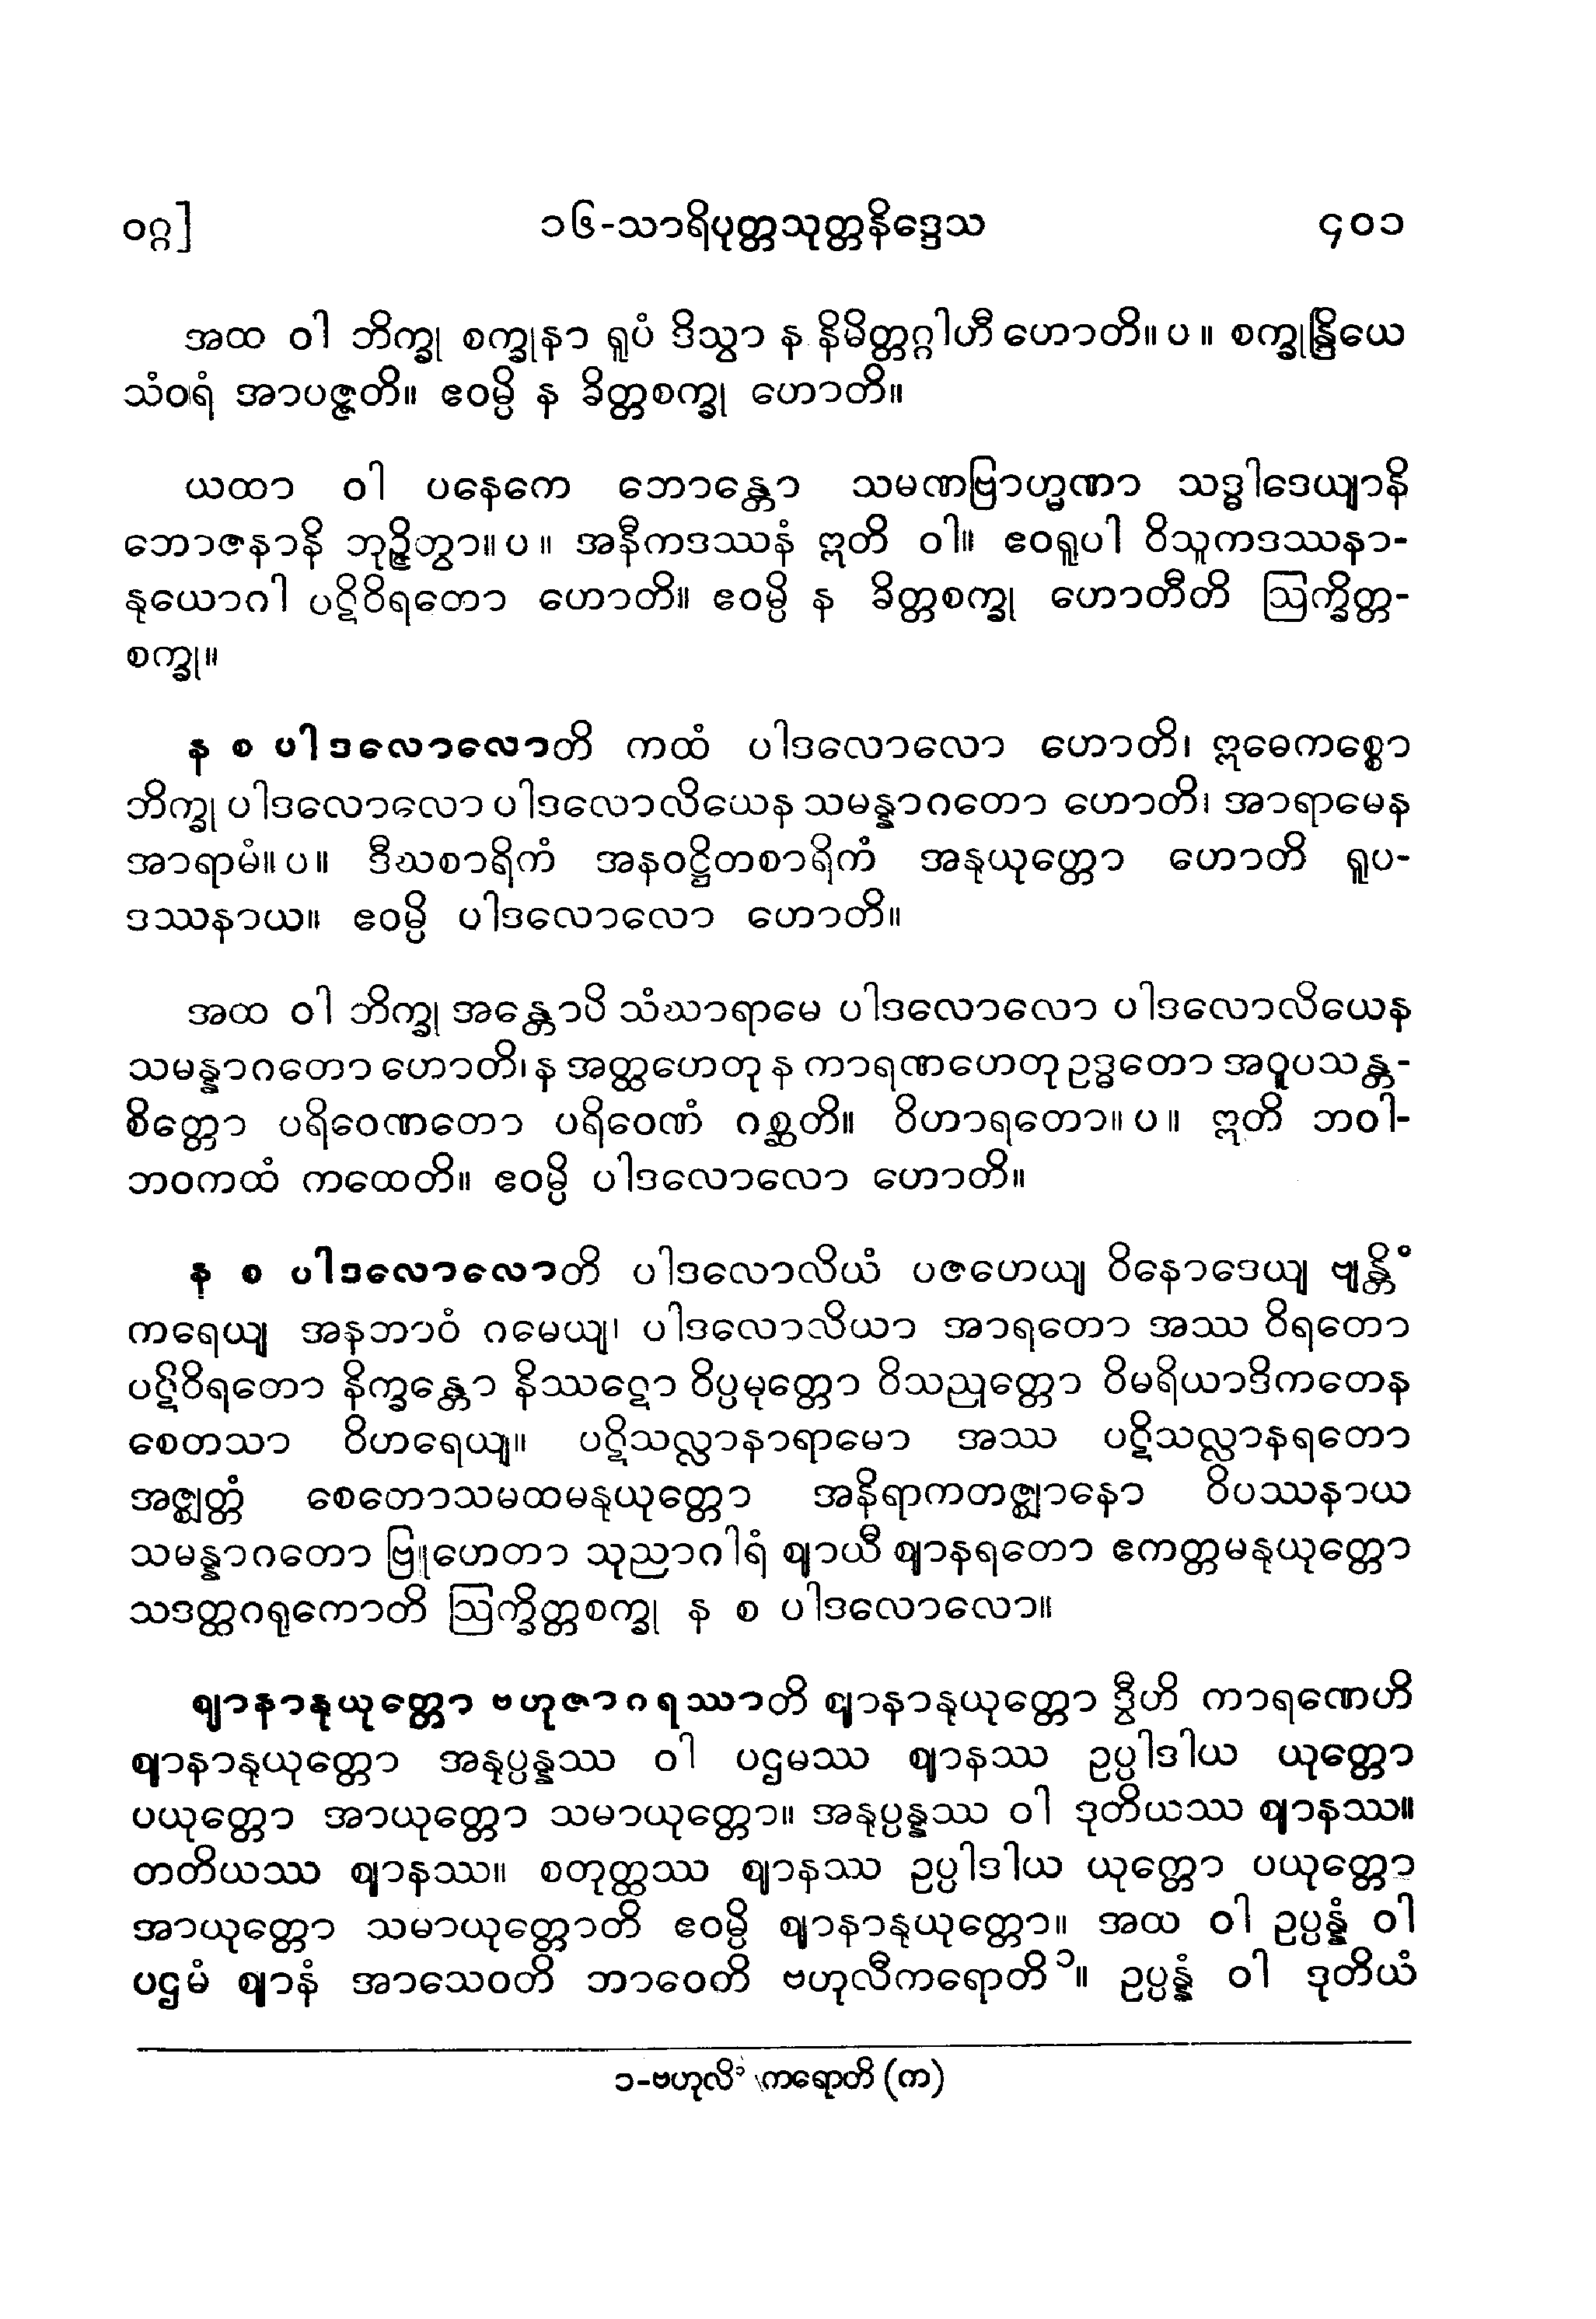 ဝဂ္ဂ] ၁၆-သာရိပုတ္တသုတ္တနိဒ္ဒေသ ၄၀၁
အထ ဝါ ဘိက္ခု စက္ခုနာ ရူပံ ဒိသွာ န နိမိတ္တဂ္ဂါဟီ ဟောတိ။ ပ ။ စက္ခုန္ဒြိယေ
သံဝရံ အာပဇ္ဇတိ။ ဧဝမ္ပိ န ခိတ္တစက္ခု ဟောတိ။
ယထာ ဝါ ပနေကေ ဘောန္တော သမဏဗြာဟ္မဏာ သဒ္ဓါဒေယျာနိ
ဘောဇနာနိ ဘုဉ္ဇိတွာ။ ပ ။ အနီကဒဿနံ ဣတိ ဝါ။ ဧဝရူပါ ဝိသူကဒဿနာ-
နုယောဂါ ပဋိဝိရတော ဟောတိ။ ဧဝမ္ပိ န ခိတ္တစက္ခု ဟောတီတိ ဩက္ခိတ္တ-
စက္ခု။
န စ ပါဒလောလောတိ ကထံ ပါဒလောလော ဟောတိ၊ ဣဓေကစ္စော
ဘိက္ခု ပါဒလောလော ပါဒလောလိယေန သမန္နာဂတော ဟောတိ၊ အာရာမေန
အာရာမံ။ ပ။ ဒီဃစာရိကံ အနဝဋ္ဌိတစာရိကံ အနုယုတ္တော ဟောတိ ရူပ-
ဒဿနာယ။ ဧဝမ္ပိ ပါဒလောလော ဟောတိ။
အထ ဝါ ဘိက္ခု အန္တောပိ သံဃာရာမေ ပါဒလောလော ပါဒလောလိယေန
သမန္နာဂတော ဟောတိ၊ န အတ္ထဟေတု န ကာရဏဟေတု ဥဒ္ဓတော အဝူပသန္တ-
စိတ္တော ပရိဝေဏတော ပရိဝေဏံ ဂစ္ဆတိ။ ဝိဟာရတော။ ပ ။ ဣတိ ဘဝါ-
ဘဝကထံ ကထေတိ။ ဧဝမ္ပိ ပါဒလောလော ဟောတိ။
န စ ပါဒလောလောတိ ပါဒလောလိယံ ပဇဟေယျ ဝိနောဒေယျ ဗျန္တိံ
ကရေယျ အနဘာဝံ ဂမေယျ၊ ပါဒလောလိယာ အာရတော အဿ ဝိရတော
ပဋိဝိရတော နိက္ခန္တော နိဿဋော ဝိပ္ပမုတ္တော ဝိသညုတ္တော ဝိမရိယာဒိကတေန
စေတသာ ဝိဟရေယျ။ ပဋိသလ္လာနာရာမော အဿ ပဋိသလ္လာနရတော
အဇ္ဈတ္တံ စေတောသမထမနုယုတ္တော အနိရာကတဇ္ဈာနော ဝိပဿနာယ
သမန္နာဂတော ဗြူဟေတာ သုညာဂါရံ ဈာယီ ဈာနရတော ဧကတ္တမနုယုတ္တော
သဒတ္ထဂရုကောတိ ဩက္ခိတ္တစက္ခု န စ ပါဒလောလော။
ဈာနာနုယုတ္တော ဗဟုဇာဂရဿာတိ ဈာနာနုယုတ္တော ဒွီဟိ ကာရဏေဟိ
ဈာနာနုယုတ္တော အနုပ္ပန္နဿ ဝါ ပဌမဿ ဈာနဿ ဥပ္ပါဒါယ ယုတ္တော
ပယုတ္တော အာယုတ္တော သမာယုတ္တော။ အနုပ္ပန္နဿ ဝါ ဒုတိယဿ ဈာနဿ။
တတိယဿ ဈာနဿ။ စတုတ္ထဿ ဈာနဿ ဥပ္ပါဒါယ ယုတ္တော ပယုတ္တော
အာယုတ္တော သမာယုတ္တောတိ ဧဝမ္ပိ ဈာနာနုယုတ္တော။ အထ ဝါ ဥပ္ပန္နံ ဝါ
ပဌမံ ဈာနံ အာသေဝတိ ဘာဝေတိ ဗဟုလီကရောတိ ၁။ ဥပ္ပန္နံ ဝါ ဒုတိယံ
၁-ဗဟုလိံ ကရောတိ (က)